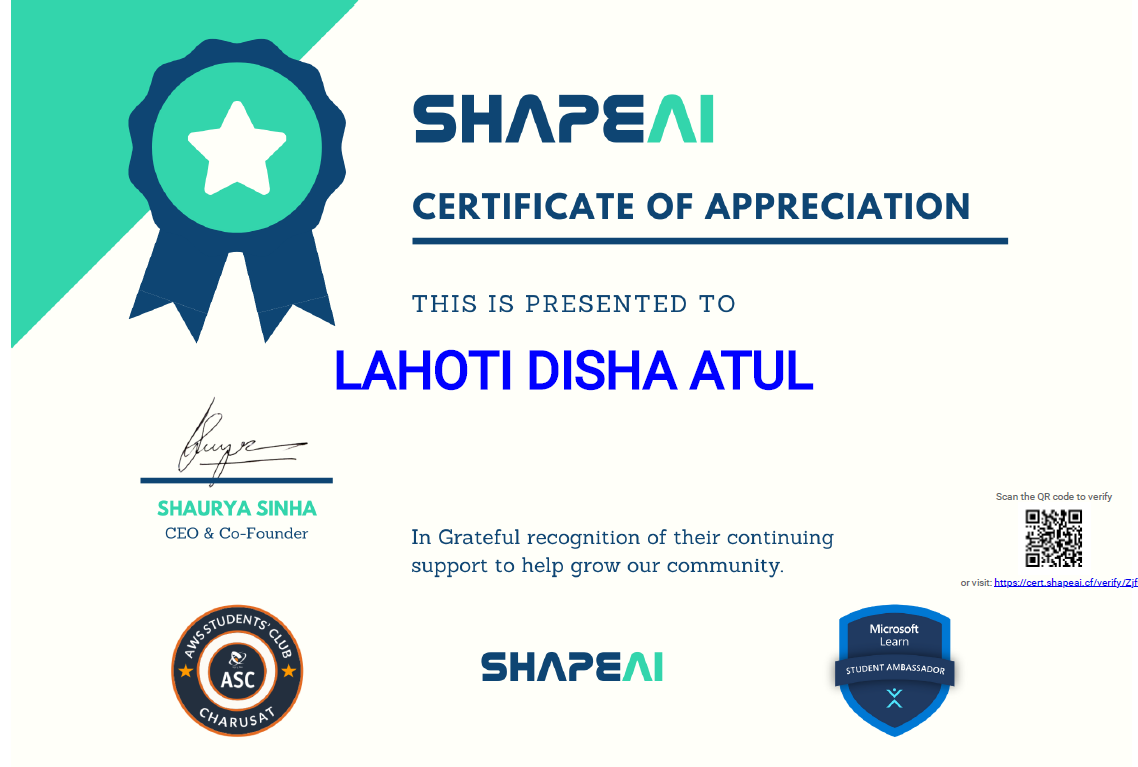 SHAPEAI
CERTIFICATE OF APPRECIATION
THIS IS PRESENTED TO
LAHOTI DISHA ATUL
SHAURYA SINHA
CEO & Co-Founder
In Grateful recognition of their continuing
support to help grow our community.
Scan the QR code to verify
or visit: https://cert.shapeai.cf/verify/Zjf
AWS STUDENTS' CLUB
ASC
CHARUSAT
SHAPEAI
Microsoft
Learn
STUDENT AMBASSADOR